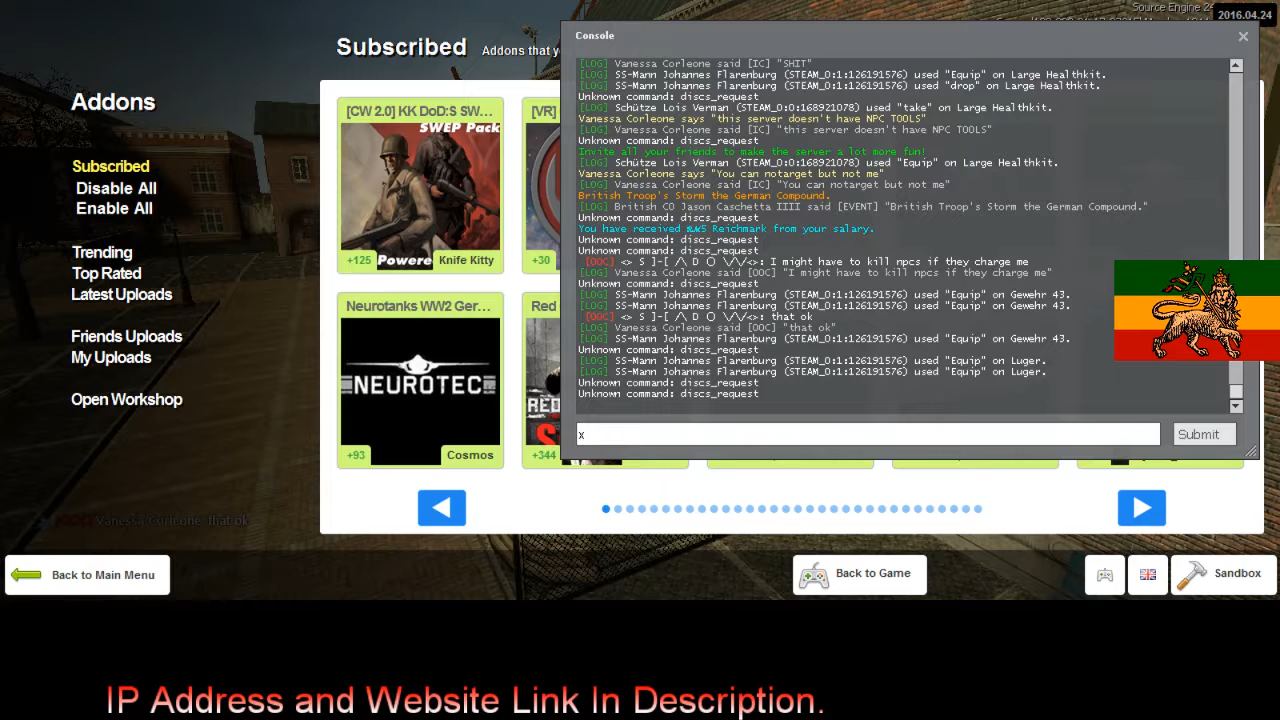 Source Engine 24
2016.04.24
Subscribed
Addons that yo
Console
[LOG] Vanessa Corleone said [IC] "SHIT"
[LOG] SS-Mann Johannes Flarenburg (STEAM_0:1:126191576) used "Equip" on Large Healthkit.
[LOG] SS-Mann Johannes Flarenburg (STEAM_0:1:126191576) used "drop" on Large Healthkit.
Unknown command: discs_request
[LOG] Schütze Lois Verman (STEAM_0:0:168921078) used "take" on Large Healthkit.
Vanessa Corleone says "this server doesn't have NPC TOOLS"
[LOG] Vanessa Corleone said [IC] "this server doesn't have NPC TOOLS"
Unknown command: discs_request
Invite all your friends to make the server a lot more fun!
[LOG] Schütze Lois Verman (STEAM_0:0:168921078) used "Equip" on Large Healthkit.
Vanessa Corleone says "You can notarget but not me"
[LOG] Vanessa Corleone said [IC] "You can notarget but not me"
British Troop's Storm the German Compound.
[LOG] British CO Jason Caschetta IIII said [EVENT] "British Troop's Storm the German Compound."
Unknown command: discs_request
You have received 5 Reichmark from your salary.
Unknown command: discs_request
Unknown command: discs_request
[OOC] <> S ]-[ /\ D () \/\/<>: I might have to kill npcs if they charge me
[LOG] Vanessa Corleone said [OOC] "I might have to kill npcs if they charge me"
Unknown command: discs_request
[LOG] SS-Mann Johannes Flarenburg (STEAM_0:1:126191576) used "Equip" on Gewehr 43.
[LOG] SS-Mann Johannes Flarenburg (STEAM_0:1:126191576) used "Equip" on Gewehr 43.
[OOC] <> S ]-[ /\ D () \/\/<>: that ok
[LOG] Vanessa Corleone said [OOC] "that ok"
[LOG] SS-Mann Johannes Flarenburg (STEAM_0:1:126191576) used "Equip" on Gewehr 43.
Unknown command: discs_request
[LOG] SS-Mann Johannes Flarenburg (STEAM_0:1:126191576) used "Equip" on Luger.
[LOG] SS-Mann Johannes Flarenburg (STEAM_0:1:126191576) used "Equip" on Luger.
Unknown command: discs_request
Unknown command: discs_request
x
Submit
Addons
Subscribed
Disable All
Enable All
Trending
Top Rated
Latest Uploads
Friends Uploads
My Uploads
Open Workshop
[CW 2.0] KK DoD:S SW...
SWEP Pack
+125
Powere
Knife Kitty
[VR]
+30
Neurotanks WW2 Ger...
NEUROTEC
+93
Cosmos
Red
RED
+344
[OOC] Vanessa Corleone: that ok
Back to Main Menu
Back to Game
Sandbox
IP Address and Website Link In Description.